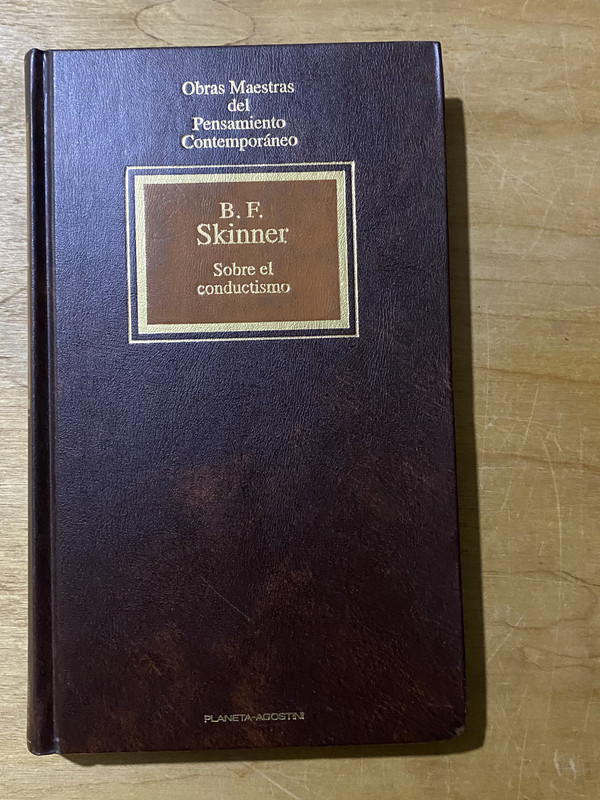 Obras Maestras
del
Pensamiento
Contemporáneo
B. F.
Skinner
Sobre el
conductismo
PLANETA-AGOSTINI